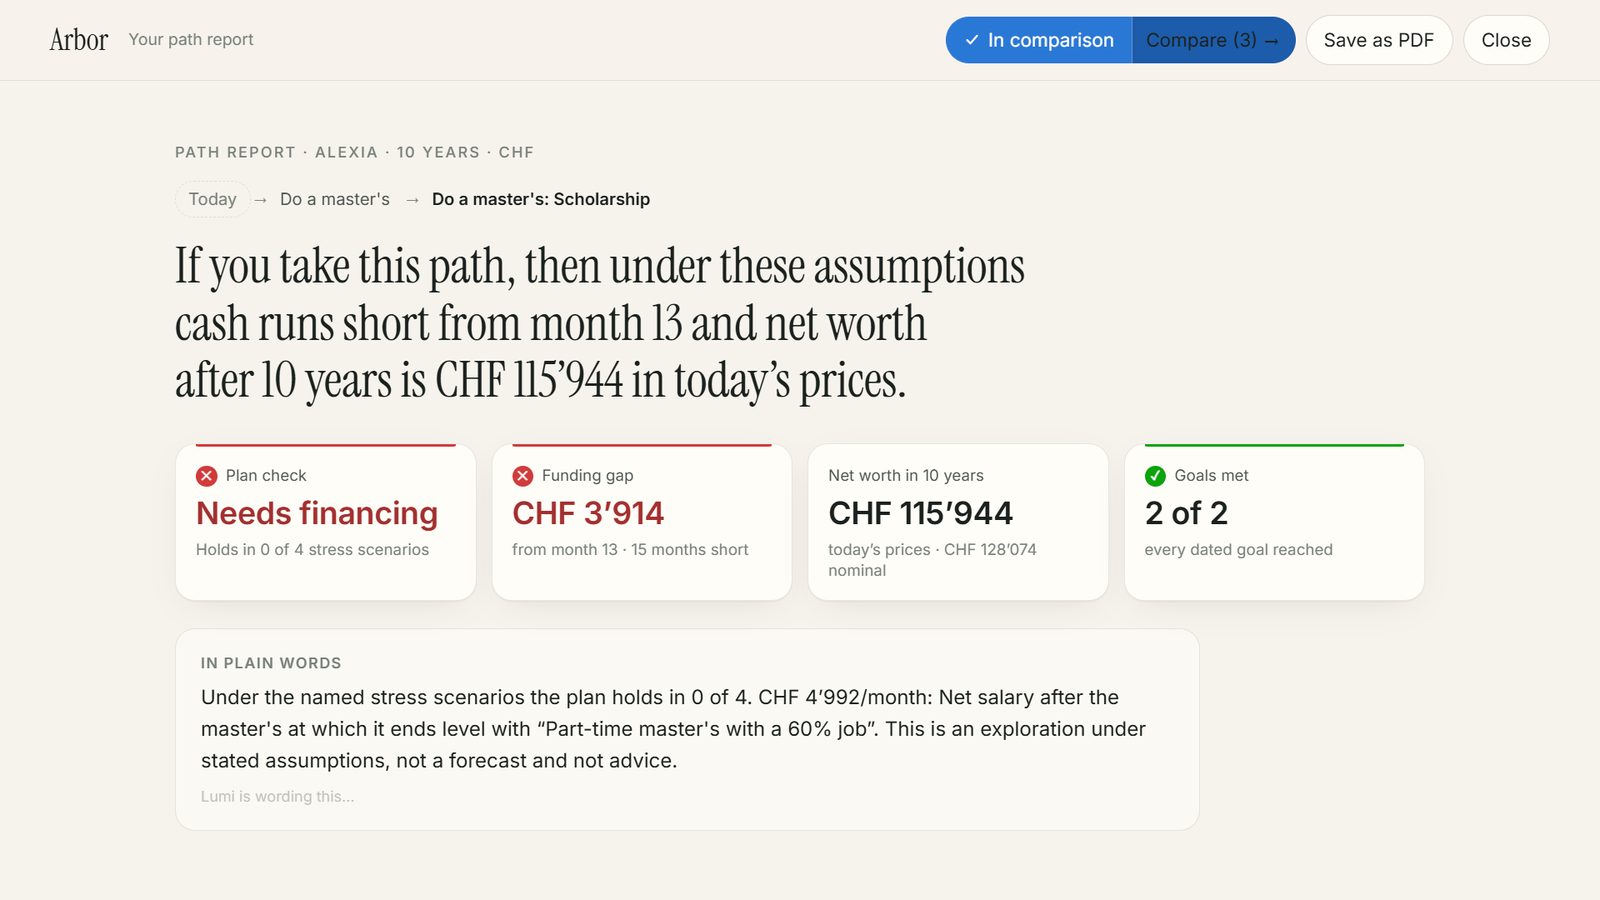 Arbor
Your path report
✓ In comparison
Compare (3) →
Save as PDF
Close
PATH REPORT · ALEXIA · 10 YEARS · CHF
Today → Do a master's → Do a master's: Scholarship
If you take this path, then under these assumptions
cash runs short from month 13 and net worth
after 10 years is CHF 115’944 in today’s prices.
Plan check
Needs financing
Holds in 0 of 4 stress scenarios
Funding gap
CHF 3’914
from month 13 · 15 months short
Net worth in 10 years
CHF 115’944
today’s prices · CHF 128’074
nominal
Goals met
2 of 2
every dated goal reached
IN PLAIN WORDS
Under the named stress scenarios the plan holds in 0 of 4. CHF 4’992/month: Net salary after the
master's at which it ends level with “Part-time master's with a 60% job”. This is an exploration under
stated assumptions, not a forecast and not advice.
Lumi is wording this…